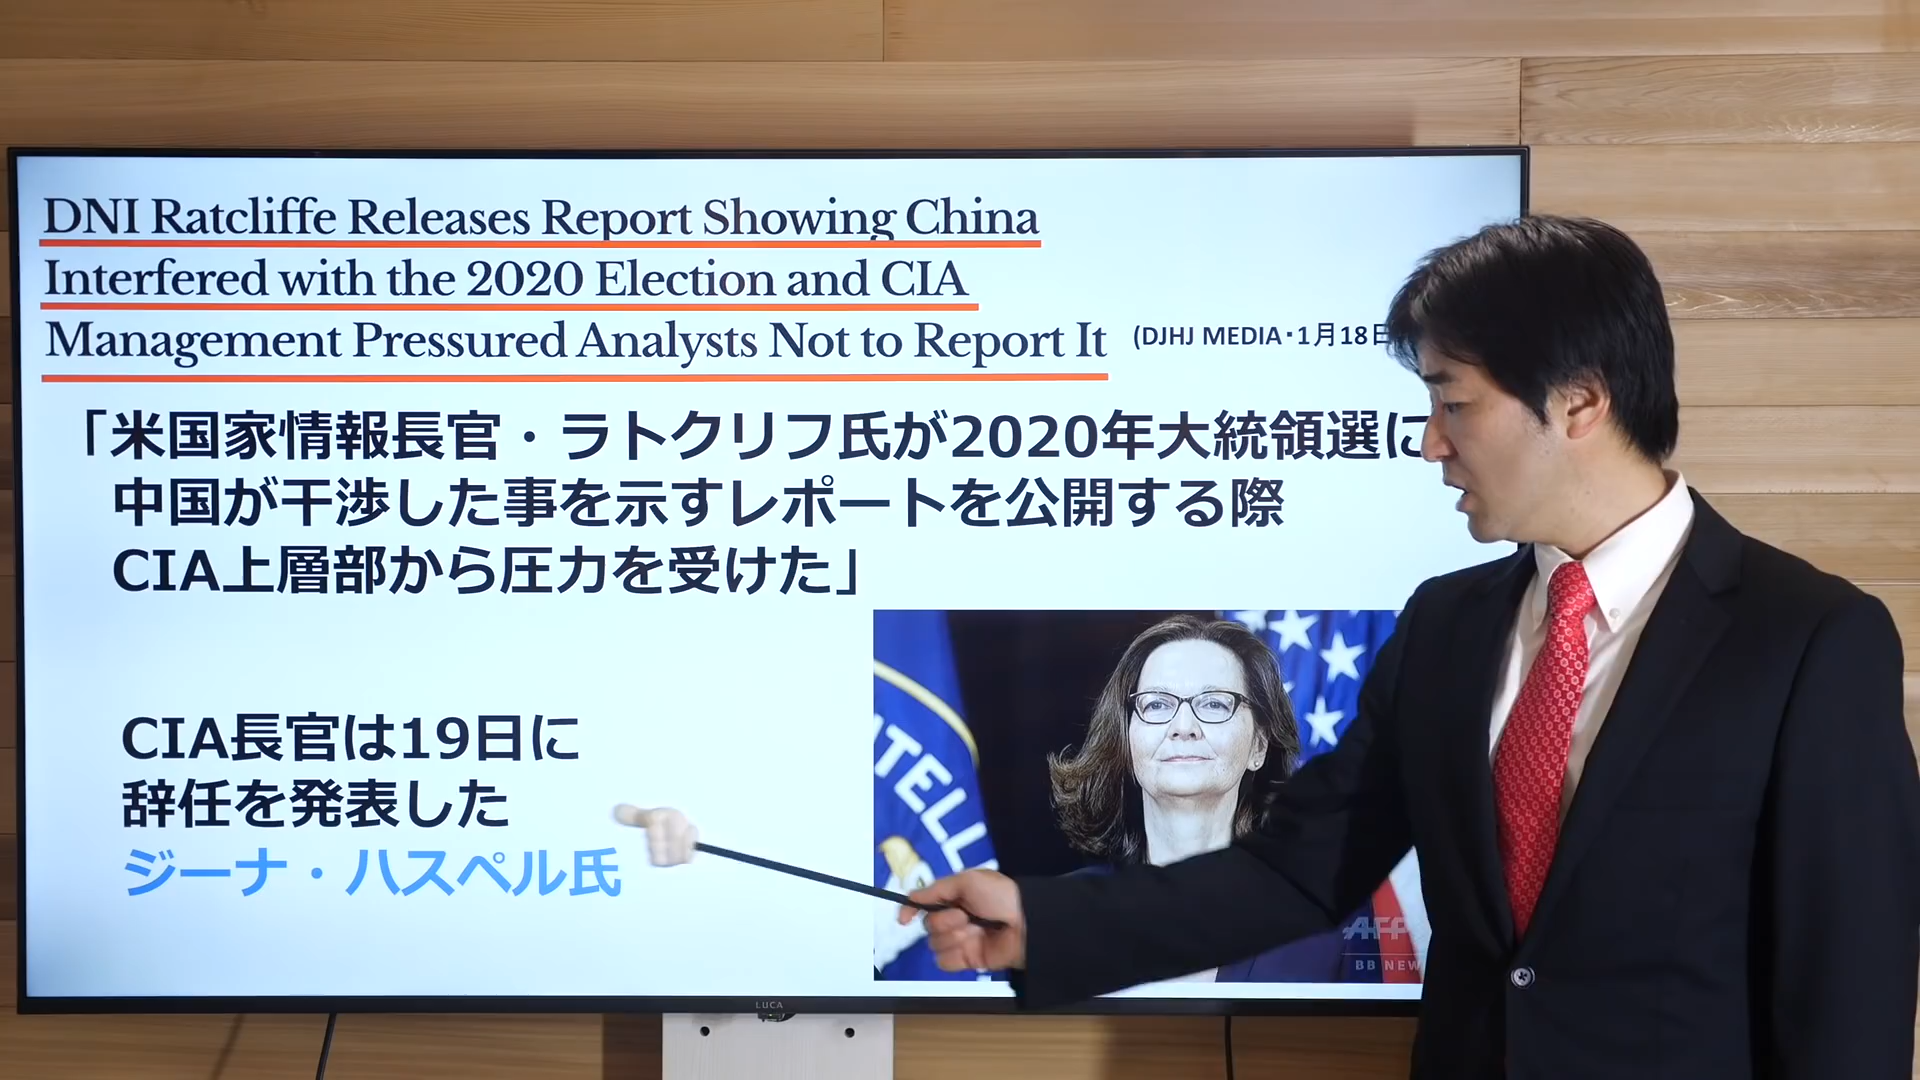 DNI Ratcliffe Releases Report Showing China
Interfered with the 2020 Election and CIA
Management Pressured Analysts Not to Report It
(DJHJ MEDIA・1月18日
「米国家情報長官・ラトクリフ氏が2020年大統領選に
中国が干渉した事を示すレポートを公開する際
CIA上層部から圧力を受けた」
CIA長官は19日に
辞任を発表した
ジーナ・ハスペル氏
NTELL
AFP
BB NEW
LUCA